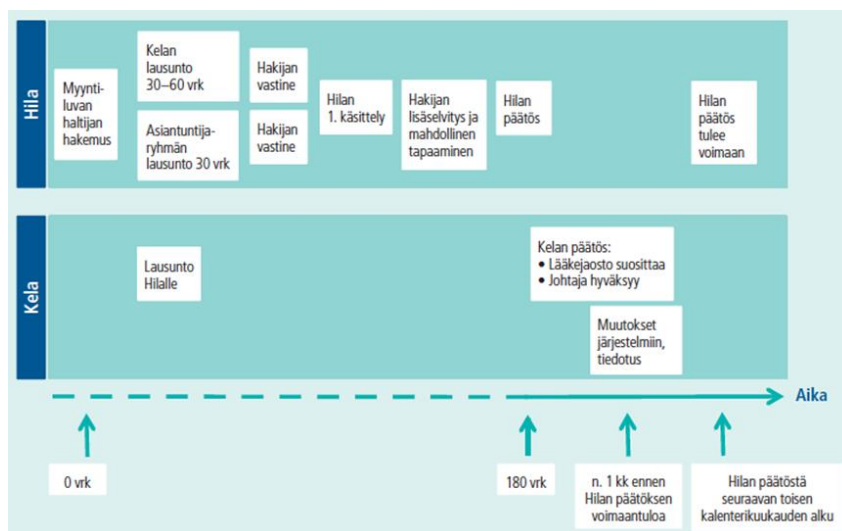 Hila
Myynti-
luvan
haltijan
hakemus
Kelan
lausunto
30–60 vrk
Asiantuntija-
ryhmän
lausunto 30 vrk
Hakijan
vastine
Hakijan
vastine
Hilan
1. käsittely
Hakijan
lisäselvitys ja
mahdollinen
tapaaminen
Hilan
päätös
Hilan
päätös
tulee
voimaan
Kela
Lausunto
Hilalle
Kelan päätös:
• Lääkejaosto suosittaa
• Johtaja hyväksyy
Muutokset
järjestelmiin,
tiedotus
Aika
0 vrk
180 vrk
n. 1 kk ennen
Hilan päätöksen
voimaantuloa
Hilan päätöstä
seuraavan toisen
kalenterikuukauden alku